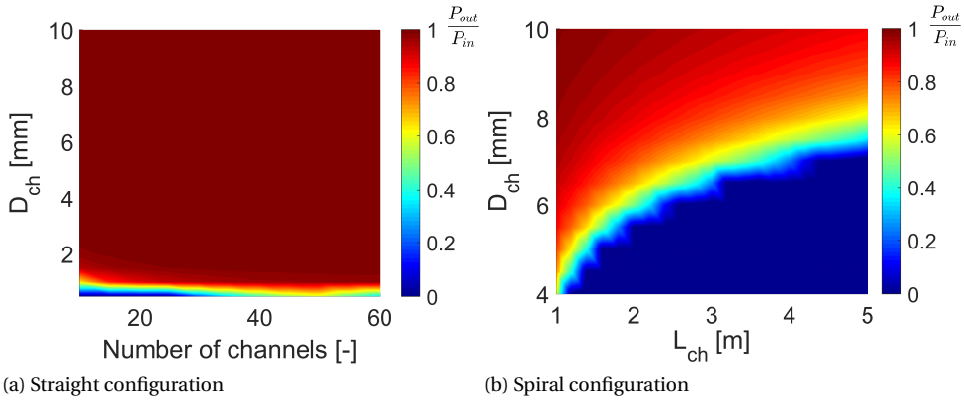 10
8
6
4
2
D_ch [mm]
20 40 60
Number of channels [-]
1
0.8
0.6
0.4
0.2
0
P_out
P_in
(a) Straight configuration
10
8
6
4
D_ch [mm]
1 2 3 4 5
L_ch [m]
1
0.8
0.6
0.4
0.2
0
P_out
P_in
(b) Spiral configuration